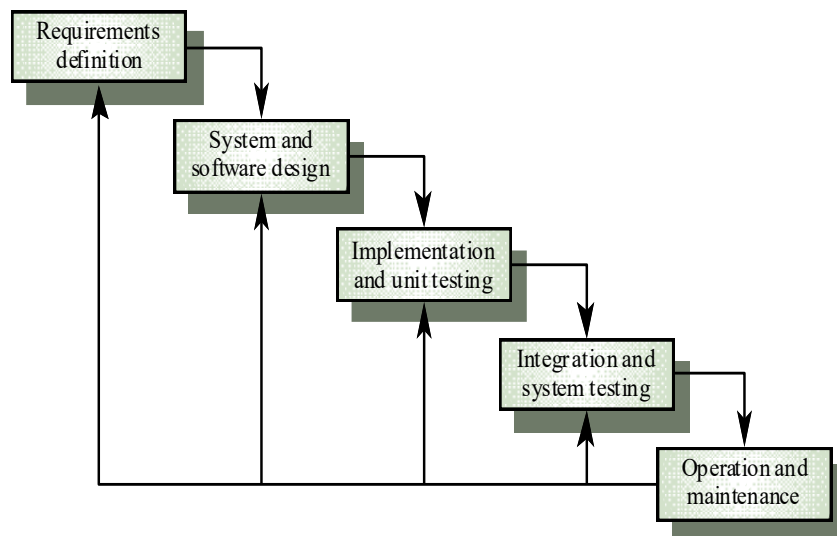 Requirements
definition
System and
software design
Implementation
and unit testing
Integration and
system testing
Operation and
maintenance